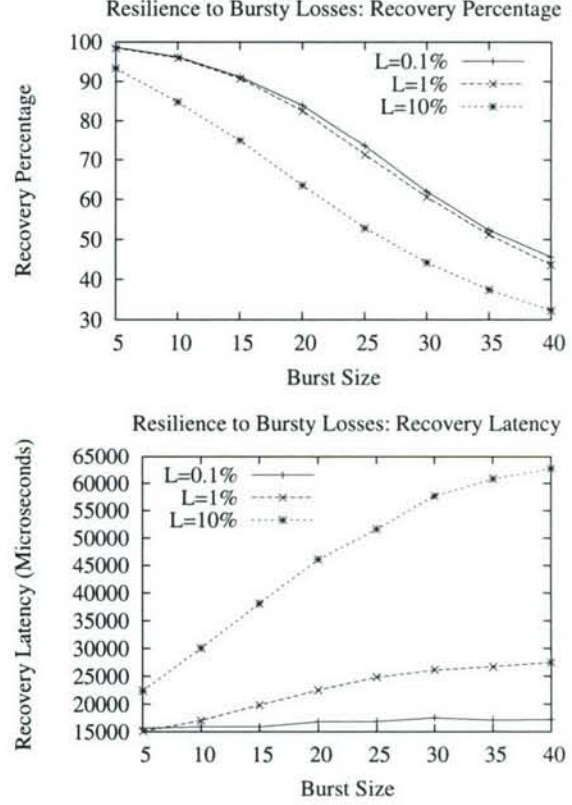 Resilience to Bursty Losses: Recovery Percentage
100
90
80
70
60
50
40
30
Recovery Percentage
L=0.1%
L=1%
L=10%
5 10 15 20 25 30 35 40
Burst Size
Resilience to Bursty Losses: Recovery Latency
65000
60000
55000
50000
45000
40000
35000
30000
25000
20000
15000
Recovery Latency (Microseconds)
L=0.1%
L=1%
L=10%
5 10 15 20 25 30 35 40
Burst Size